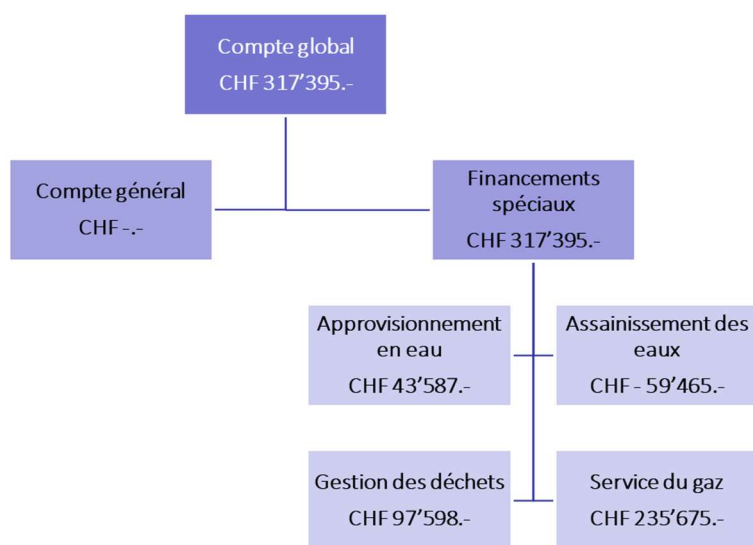 Compte global
CHF 317’395.-
Compte général
CHF -.-
Financements
spéciaux
CHF 317’395.-
Approvisionnement
en eau
CHF 43’587.-
Assainissement des
eaux
CHF - 59’465.-
Gestion des déchets
CHF 97’598.-
Service du gaz
CHF 235’675.-